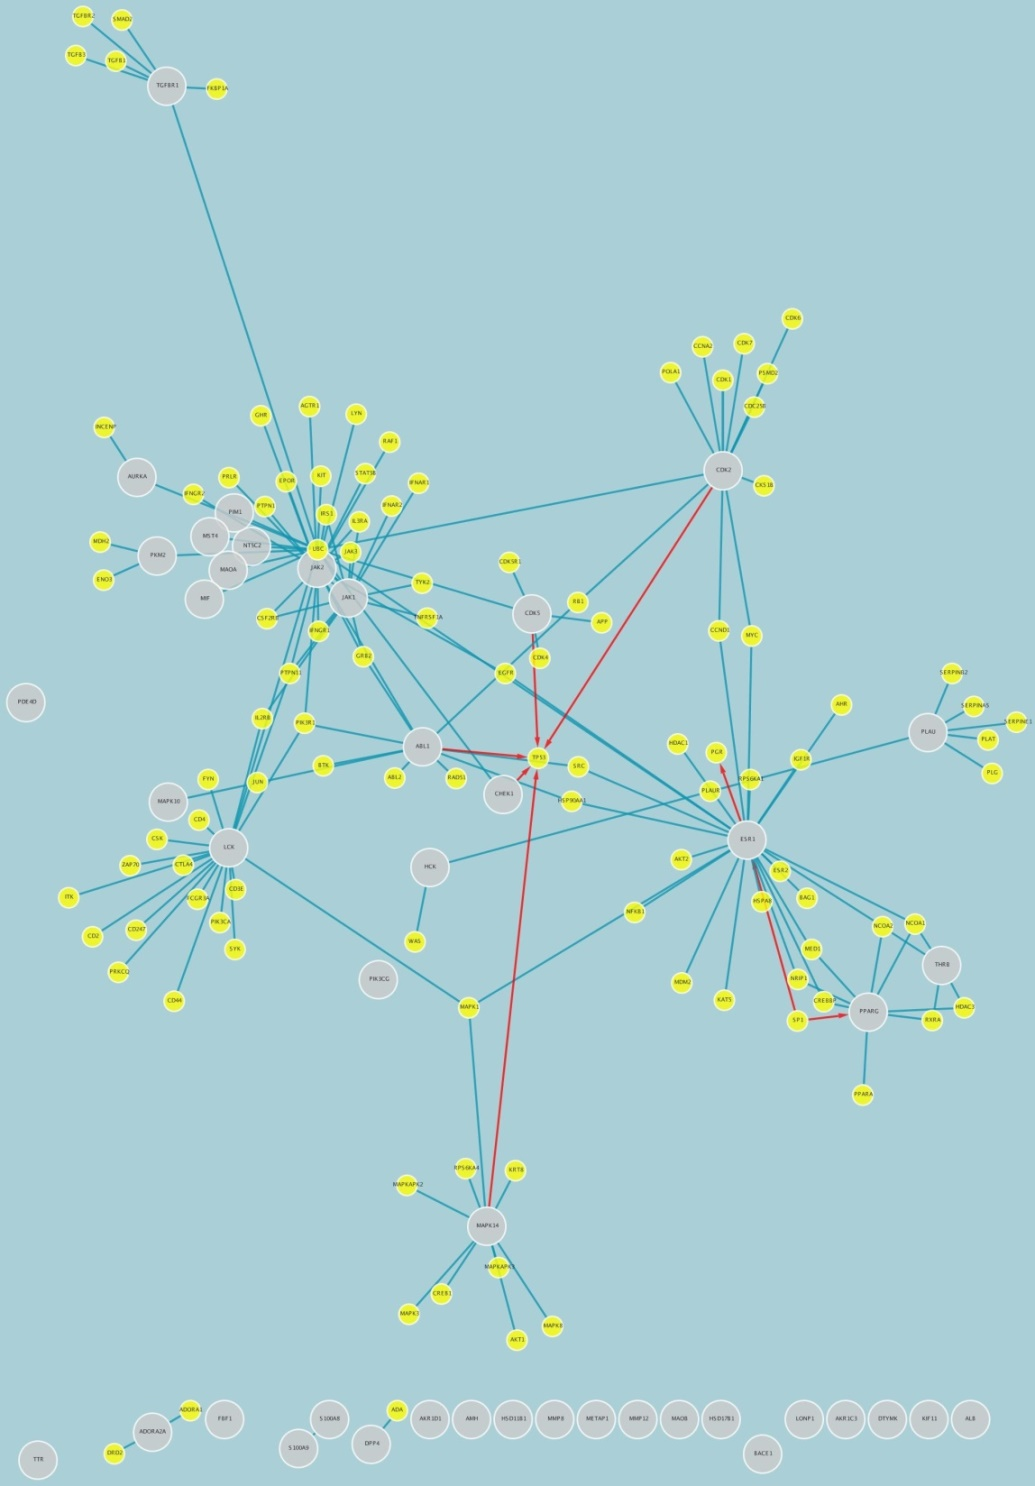 TGFBR2
SMAD2
TGFB3
TGFB1
TGFBR1
FKBP1A
CDK6
CCNA2
CDK7
POLA1
CDK1
PSMD2
CDC25B
CDK2
CKS1B
GHR
AGTR1
LYN
INCENP
RAF1
AURKA
PRLR
EPOR
KIT
STAT5B
IFNAR1
IFNGR2
PTPN1
IFNAR2
PIM1
IRS1
IL3RA
MST4
MDH2
PKM2
NT5C2
UBC
JAK3
MAOA
JAK2
ENO3
TYK2
CDK5R1
MIF
JAK1
CDK5
RB1
CSF2RB
IFNGR1
TNFRSF1A
APP
CCND1
MYC
GRB2
CDK4
PTPN11
EGFR
SERPINB2
PDE4D
AHR
SERPINA5
IL2RB
PIK3R1
SERPINE1
PLAU
PLAT
ABL1
HDAC1
PGR
TP53
IGF1R
BTK
SRC
PLG
FYN
JUN
ABL2
RAD51
RPS6KA1
PLAUR
MAPK10
CHEK1
HSP90AA1
CD4
CSK
LCK
ESR1
ZAP70
CTLA4
HCK
AKT2
ESR2
ITK
FCGR3A
CD3E
HSPA8
BAG1
CD2
CD247
PIK3CA
NFKB1
NCOA2
NCOA1
SYK
WAS
MED1
PRKCQ
PIK3CG
THRB
MDM2
NRIP1
CD44
KAT5
CREBBP
MAPK1
SP1
PPARG
RXRA
HDAC3
PPARA
RPS6KA4
KRT8
MAPKAPK2
MAPK14
MAPKAPK3
CREB1
MAPK3
MAPK8
AKT1
ADORA1
FBF1
S100A8
ADA
AKR1D1
AMH
HSD11B1
MMP8
METAP1
MMP12
MAOB
HSD17B1
LONP1
AKR1C3
DTYMK
KIF11
ALB
ADORA2A
DRD2
S100A9
DPP4
BACE1
TTR